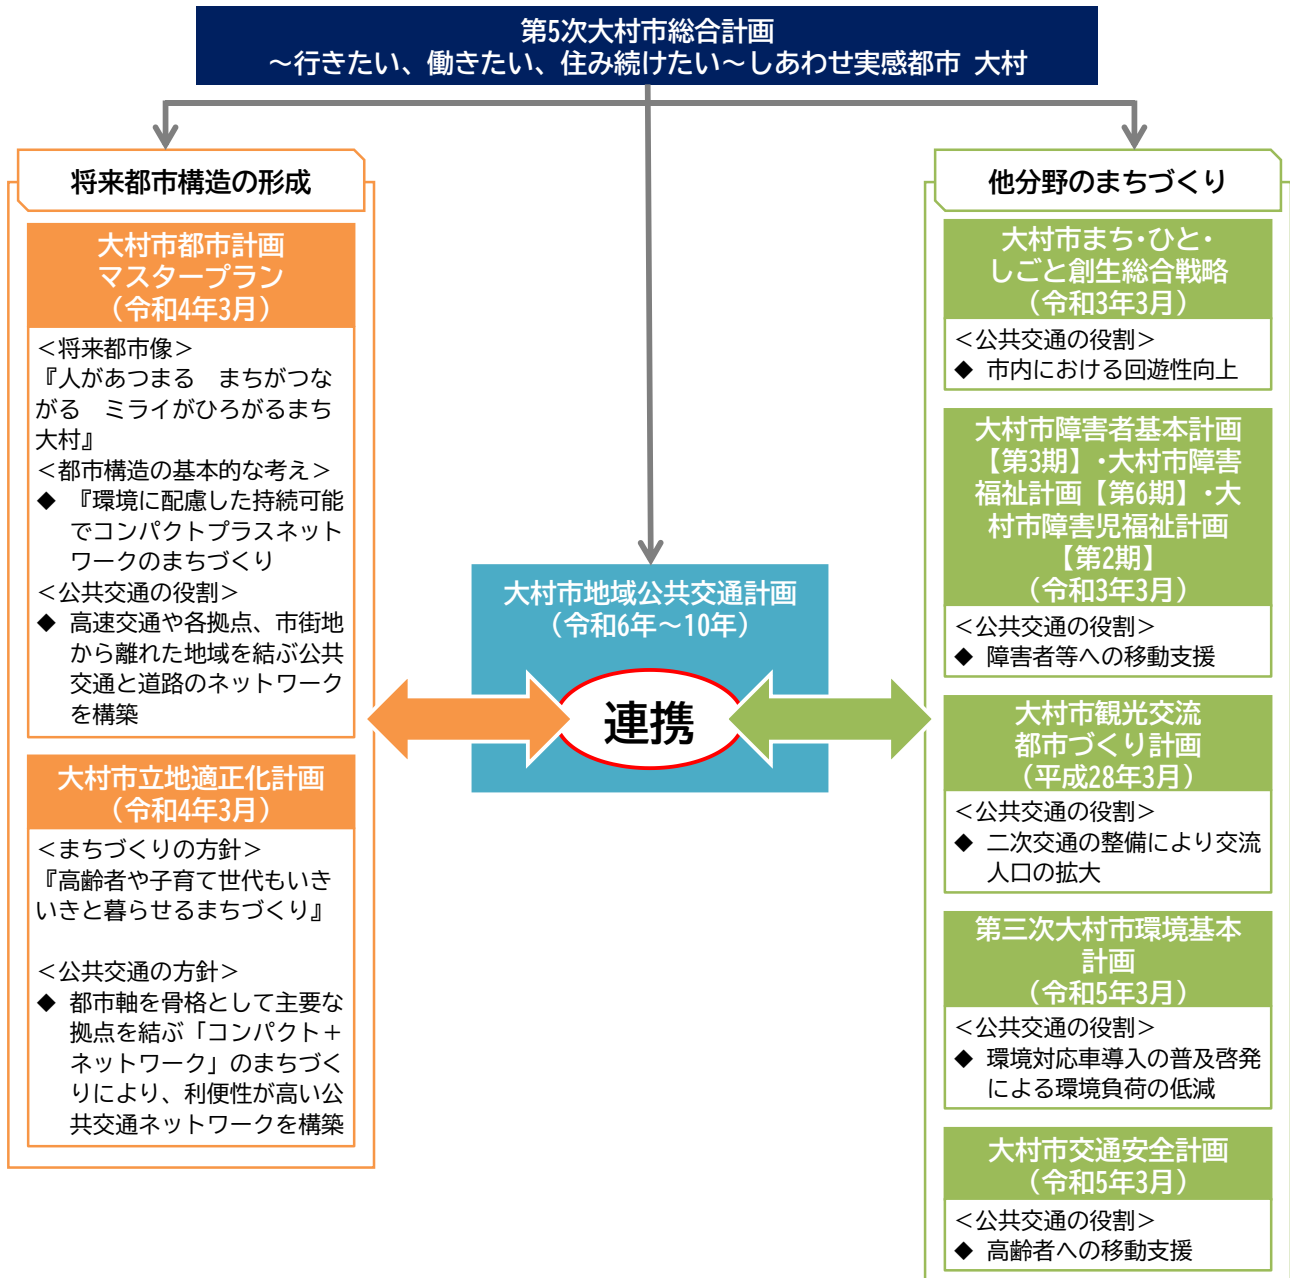 第5次大村市総合計画
～行きたい、働きたい、住み続けたい～しあわせ実感都市 大村
将来都市構造の形成
大村市都市計画
マスタープラン
（令和4年3月）
＜将来都市像＞
『人があつまる　まちがつな
がる　ミライがひろがるまち
大村』
＜都市構造の基本的な考え＞
◆ 『環境に配慮した持続可能
でコンパクトプラスネット
ワークのまちづくり
＜公共交通の役割＞
◆ 高速交通や各拠点、市街地
から離れた地域を結ぶ公共
交通と道路のネットワーク
を構築
大村市立地適正化計画
（令和4年3月）
＜まちづくりの方針＞
『高齢者や子育て世代もいき
いきと暮らせるまちづくり』
＜公共交通の方針＞
◆ 都市軸を骨格として主要な
拠点を結ぶ「コンパクト＋
ネットワーク」のまちづく
りにより、利便性が高い公
共交通ネットワークを構築
大村市地域公共交通計画
（令和6年～10年）
連携
他分野のまちづくり
大村市まち･ひと･
しごと創生総合戦略
（令和3年3月）
＜公共交通の役割＞
◆ 市内における回遊性向上
大村市障害者基本計画
【第3期】･大村市障害
福祉計画【第6期】･大
村市障害児福祉計画
【第2期】
（令和3年3月）
＜公共交通の役割＞
◆ 障害者等への移動支援
大村市観光交流
都市づくり計画
（平成28年3月）
＜公共交通の役割＞
◆ 二次交通の整備により交流
人口の拡大
第三次大村市環境基本
計画
（令和5年3月）
＜公共交通の役割＞
◆ 環境対応車導入の普及啓発
による環境負荷の低減
大村市交通安全計画
（令和5年3月）
＜公共交通の役割＞
◆ 高齢者への移動支援